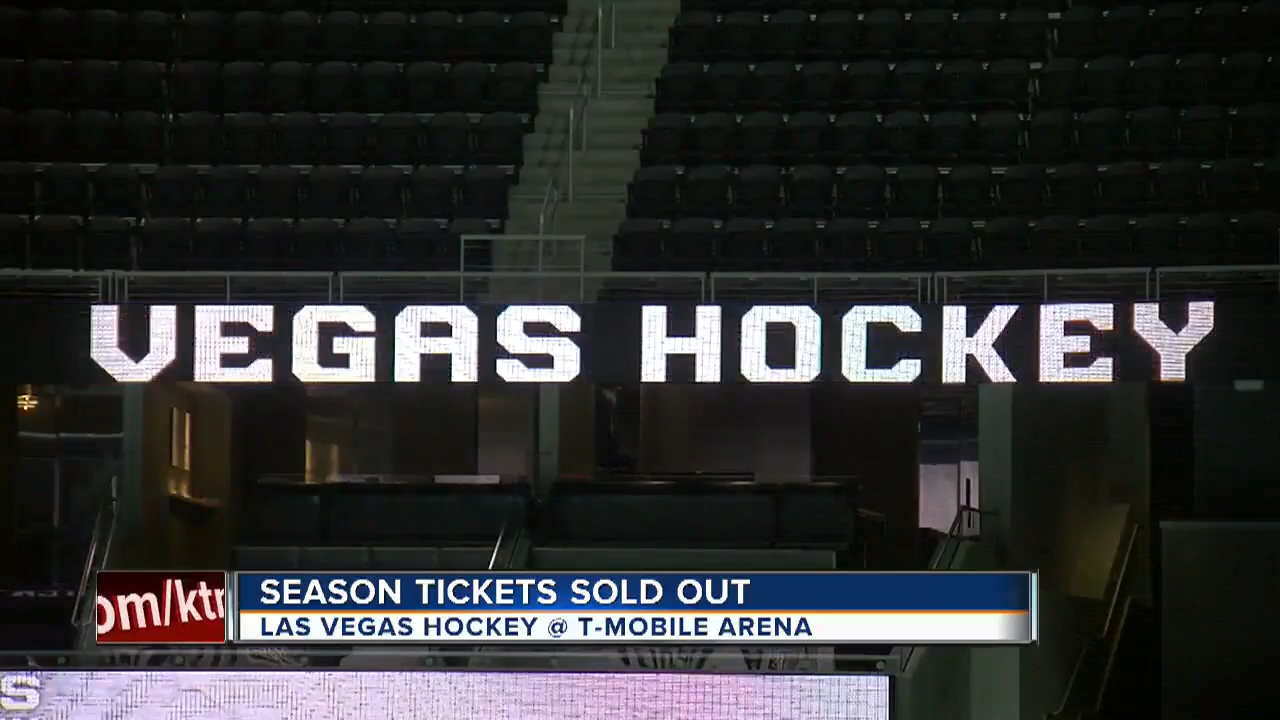 VEGAS HOCKEY
om/ktn
SEASON TICKETS SOLD OUT
LAS VEGAS HOCKEY @ T-MOBILE ARENA
S